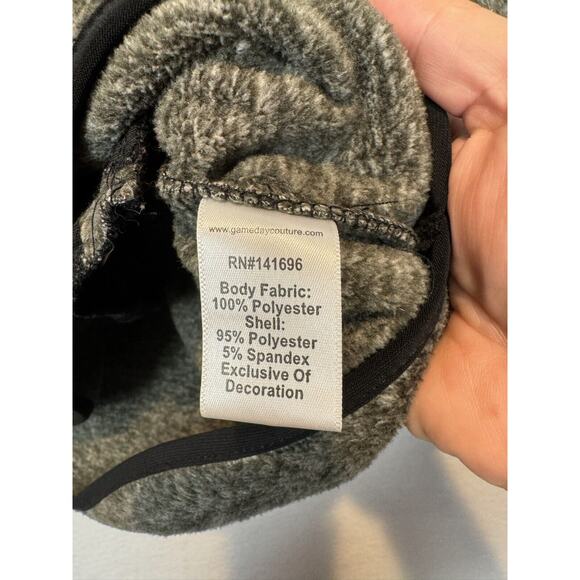 www.gamedaycouture.com
RN#141696
Body Fabric:
100% Polyester
Shell:
95% Polyester
5% Spandex
Exclusive Of
Decoration